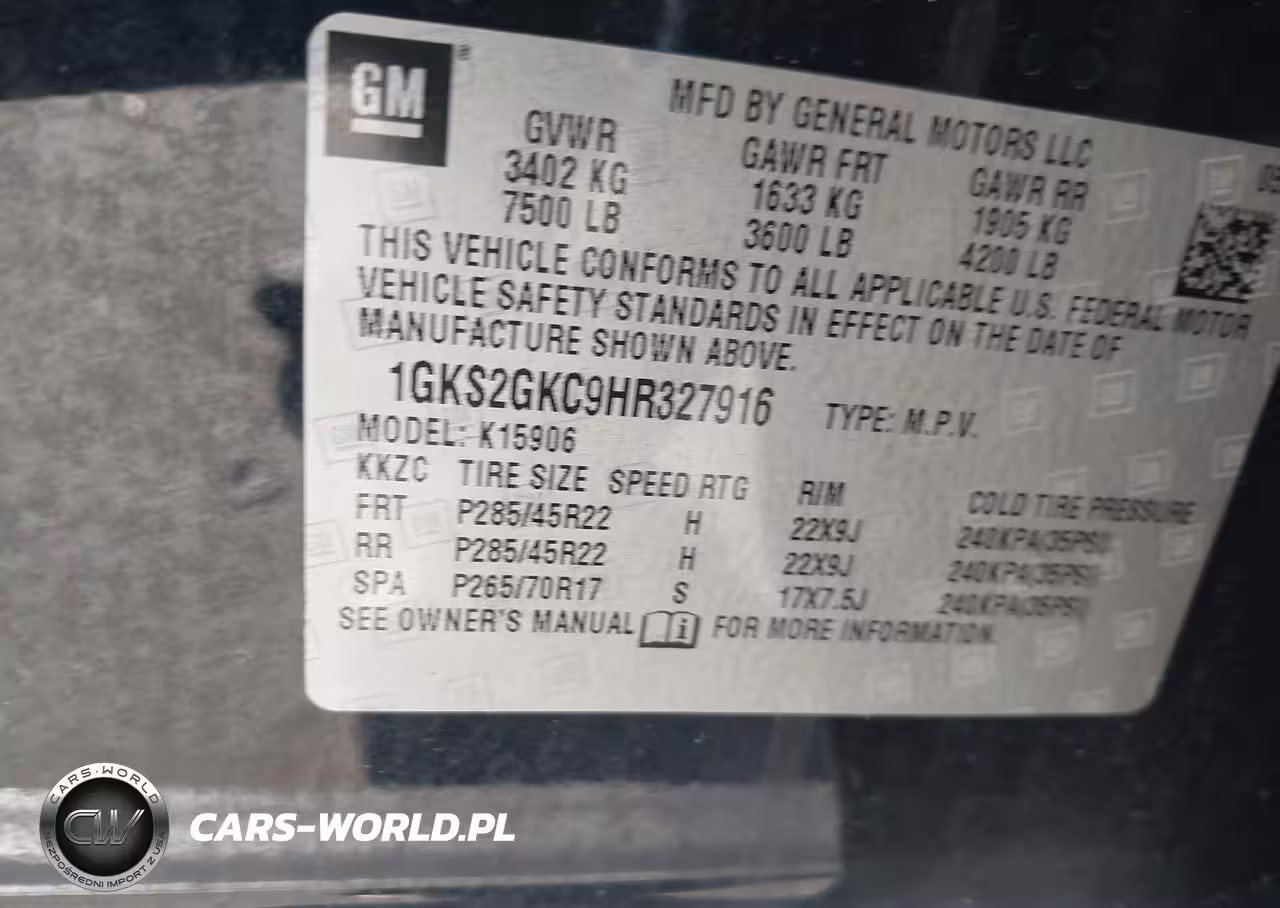 GM ®
MFD BY GENERAL MOTORS LLC
GVWR GAWR FRT GAWR RR
3402 KG 1633 KG 1905 KG
7500 LB 3600 LB 4200 LB
THIS VEHICLE CONFORMS TO ALL APPLICABLE U.S. FEDERAL MOTOR
VEHICLE SAFETY STANDARDS IN EFFECT ON THE DATE OF
MANUFACTURE SHOWN ABOVE.
1GKS2GKC9HR327916 TYPE: M.P.V.
MODEL: K15906
KKZC TIRE SIZE SPEED RTG RIM COLD TIRE PRESSURE
FRT P285/45R22 H 22X9J 240KPA(35PSI)
RR P285/45R22 H 22X9J 240KPA(35PSI)
SPA P265/70R17 S 17X7.5J 240KPA(35PSI)
SEE OWNER'S MANUAL i FOR MORE INFORMATION.
CARS-WORLD
CW
BEZPOŚREDNI IMPORT Z USA
CARS-WORLD.PL